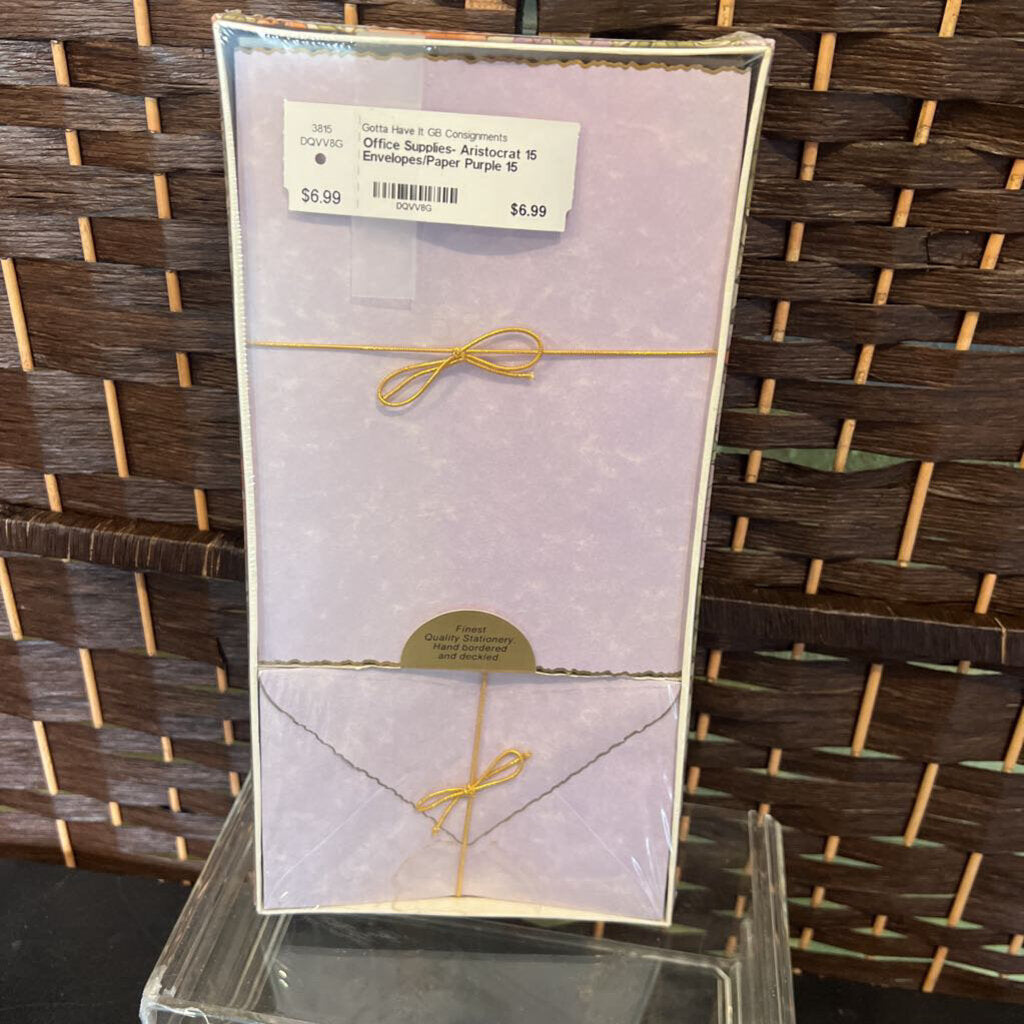 3815
DQVV8G
$6.99
Gotta Have It GB Consignments
Office Supplies- Aristocrat 15
Envelopes/Paper Purple 15
DQVV8G
$6.99
Finest
Quality Stationery.
Hand bordered
and deckled